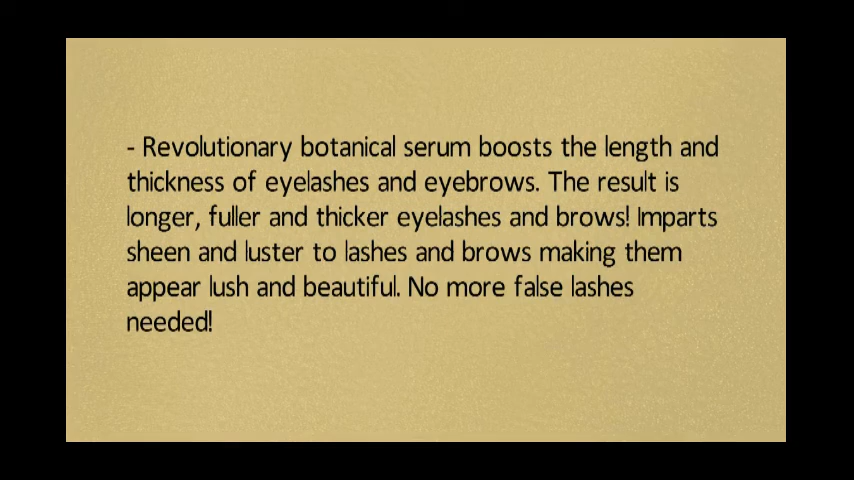 - Revolutionary botanical serum boosts the length and
thickness of eyelashes and eyebrows. The result is
longer, fuller and thicker eyelashes and brows! Imparts
sheen and luster to lashes and brows making them
appear lush and beautiful. No more false lashes
needed!